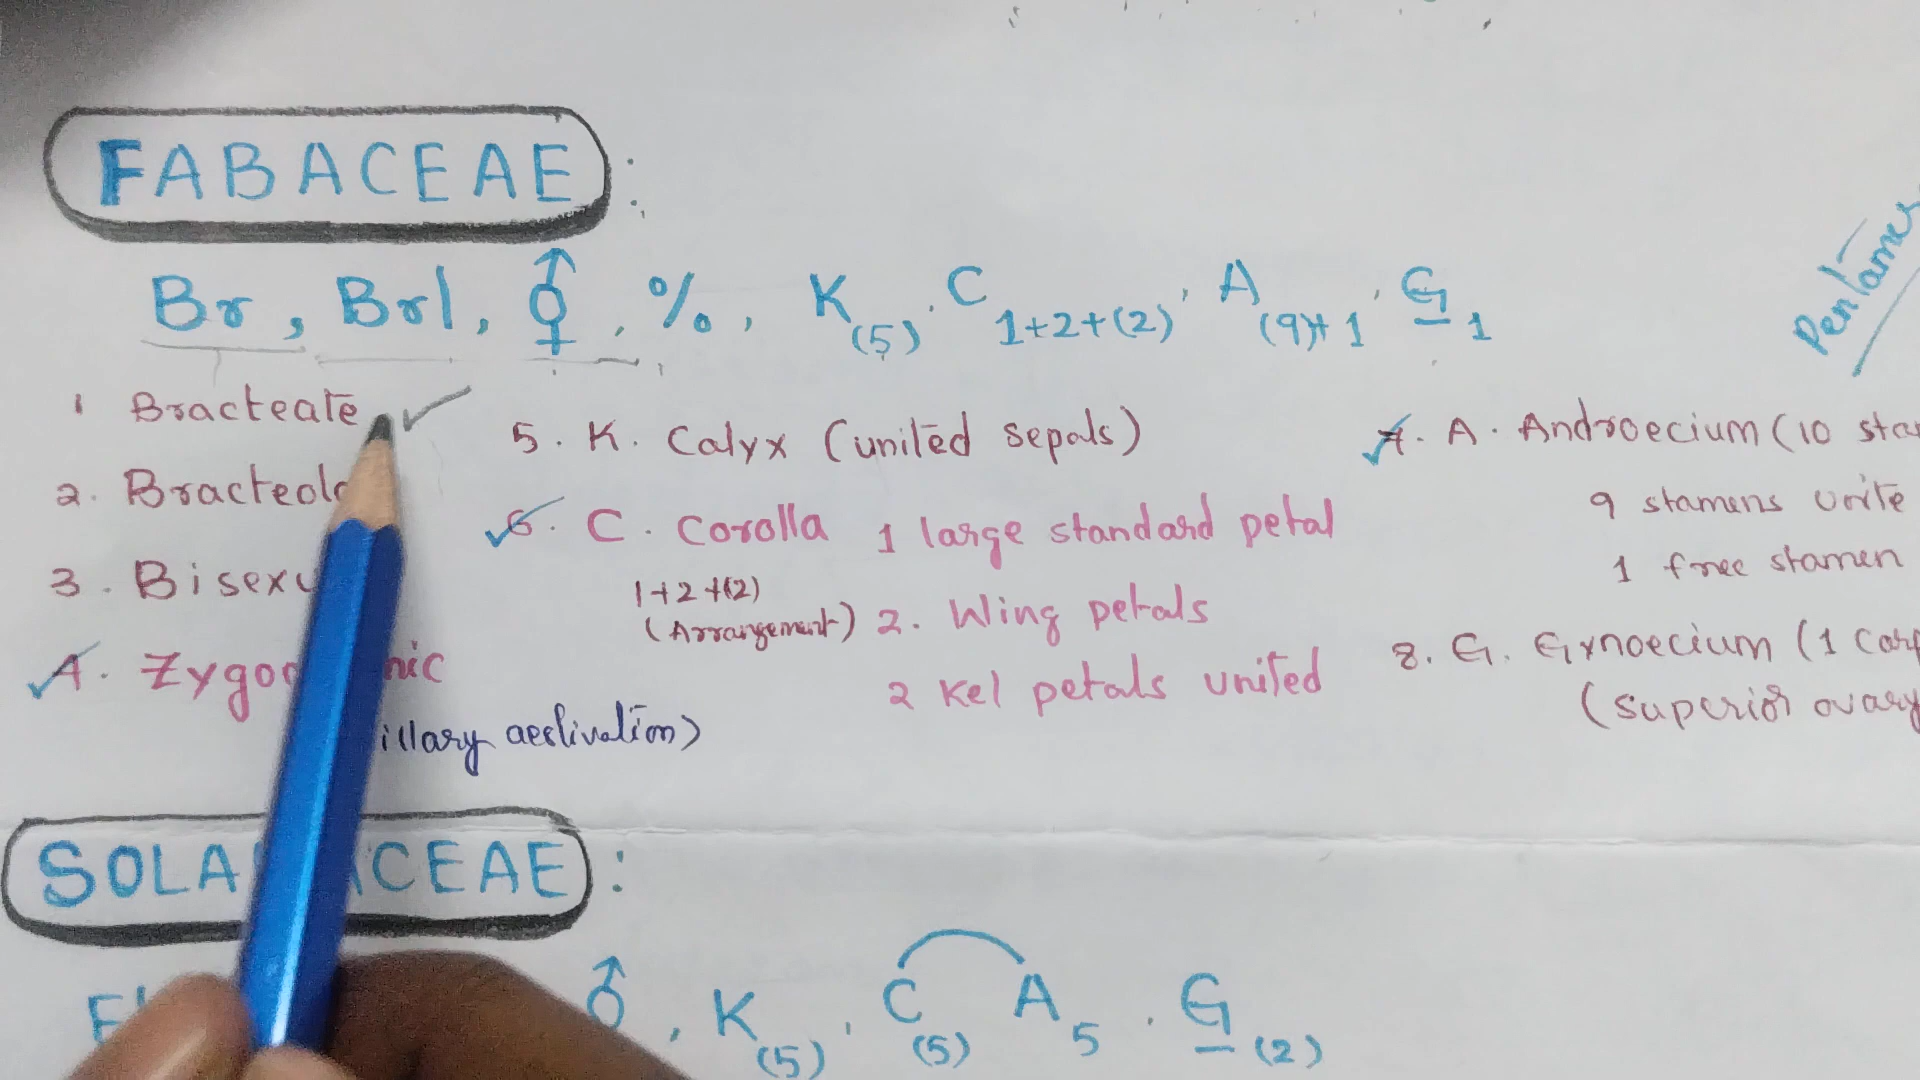 FABACEAE :
Br, Brl, ⚥, %, K(5), C1+2+(2), A(9)+1, G1
Pentamer
1 Bracteate
2. Bracteol
3. Bisexu
4. Zygo nic
illary aestivation)
5. K. Calyx (united sepals)
6. C. Corolla 1 large standard petal
1+2+(2)
(Arrangement) 2. Wing petals
2 Kel petals united
7. A. Androecium (10 sta
9 stamens unite
1 free stamen
8. G. Gynoecium (1 Carp
(superior ovary
SOLA CEAE :
⚥, K(5), C(5) A5 . G(2)